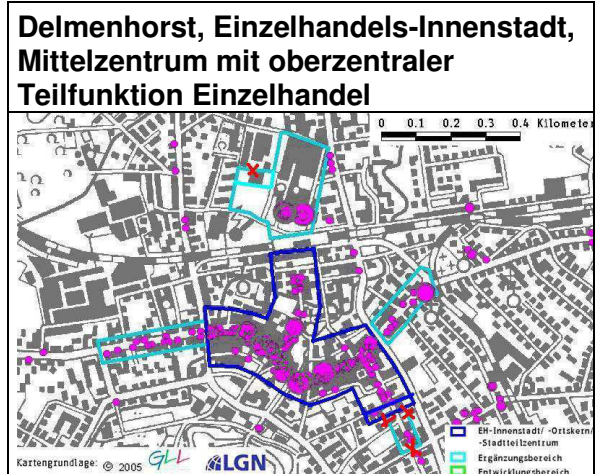 Delmenhorst, Einzelhandels-Innenstadt,
Mittelzentrum mit oberzentraler
Teilfunktion Einzelhandel
0 0.1 0.2 0.3 0.4 Kilometer
EH-Innenstadt/ -Ortskern/
-Stadtteilzentrum
Ergänzungsbereich
Entwicklungsbereich
Kartengrundlage: © 2005 GLL LGN